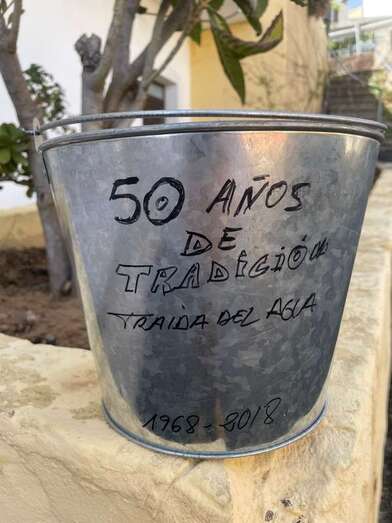 50 AÑOS
DE
TRADICIÓN
TRAIDA DEL AGUA
1968-2018